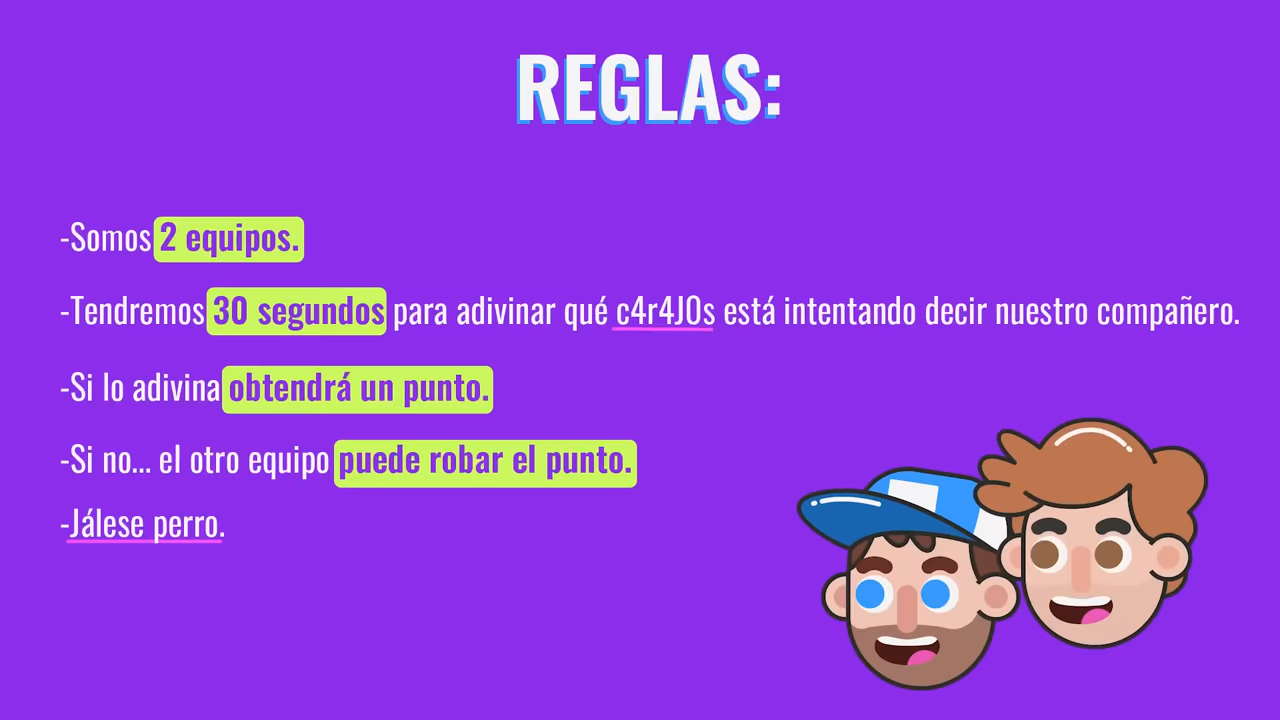 REGLAS:
-Somos 2 equipos.
-Tendremos 30 segundos para adivinar qué c4r4J0s está intentando decir nuestro compañero.
-Si lo adivina obtendrá un punto.
-Si no... el otro equipo puede robar el punto.
-Jálese perro.